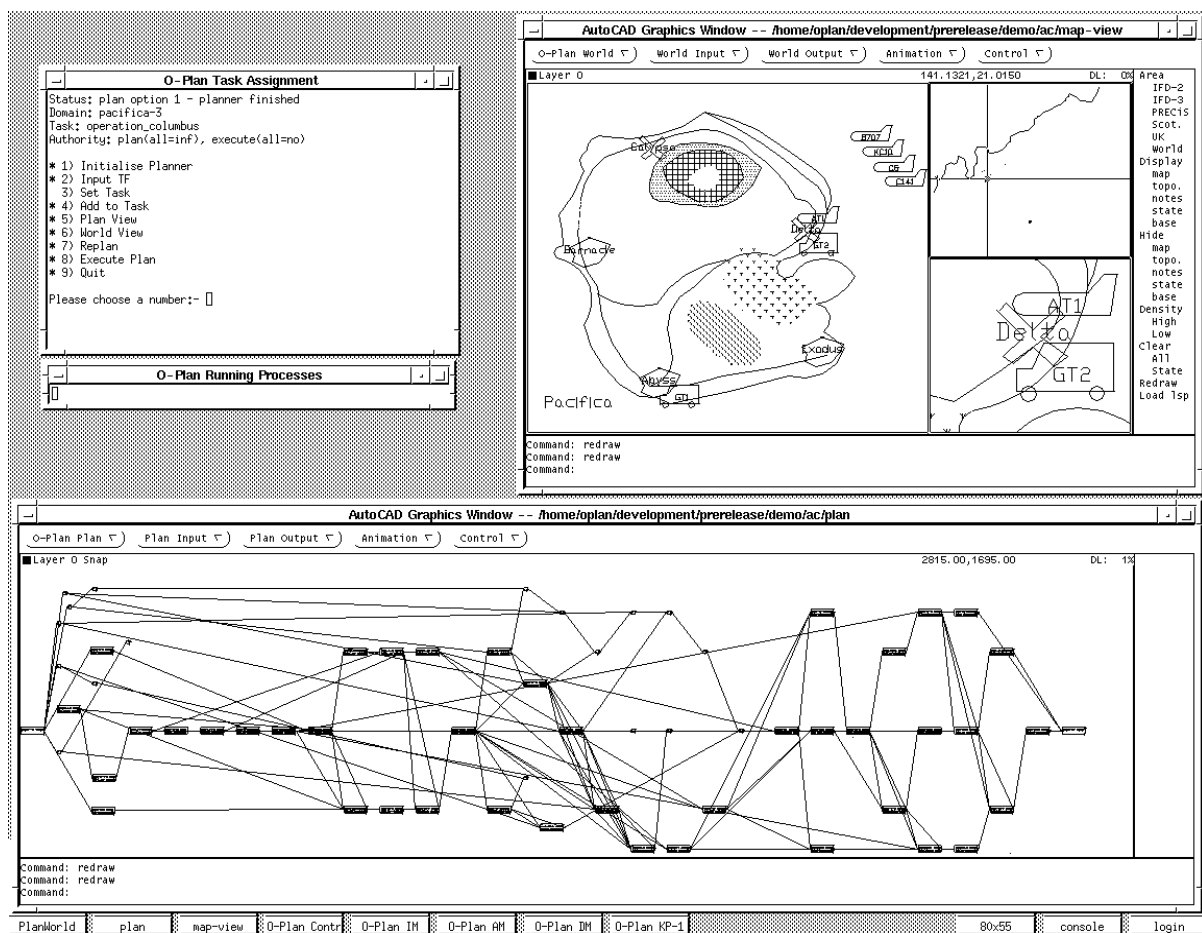 O-Plan Task Assignment
Status: plan option 1 - planner finished
Domain: pacifica-3
Task: operation_columbus
Authority: plan(all=inf), execute(all=no)
* 1) Initialise Planner
* 2) Input TF
3) Set Task
* 4) Add to Task
* 5) Plan View
* 6) World View
* 7) Replan
* 8) Execute Plan
* 9) Quit
Please choose a number:-
O-Plan Running Processes
AutoCAD Graphics Window -- /home/oplan/development/prerelease/demo/ac/map-view
O-Plan World World Input World Output Animation Control
Layer 0 141.1321,21.0150 DL: 0%
Calypso
B707
KC10
C5
C141
AT1
Delta
GT2
Barnacle
Exodus
Abyss
GT1
Pacifica
AT1
Delta
GT2
Area
IFD-2
IFD-3
PRECiS
Scot.
UK
World
Display
map
topo.
notes
state
base
Hide
map
topo.
notes
state
base
Density
High
Low
Clear
All
State
Redraw
Load lsp
Command: redraw
Command: redraw
Command:
AutoCAD Graphics Window -- /home/oplan/development/prerelease/demo/ac/plan
O-Plan Plan Plan Input Plan Output Animation Control
Layer 0 Snap 2815.00,1695.00 DL: 1%
Command: redraw
Command: redraw
Command:
PlanWorld plan map-view O-Plan Contr O-Plan IM O-Plan AM O-Plan DM O-Plan KP-1 80x55 console login